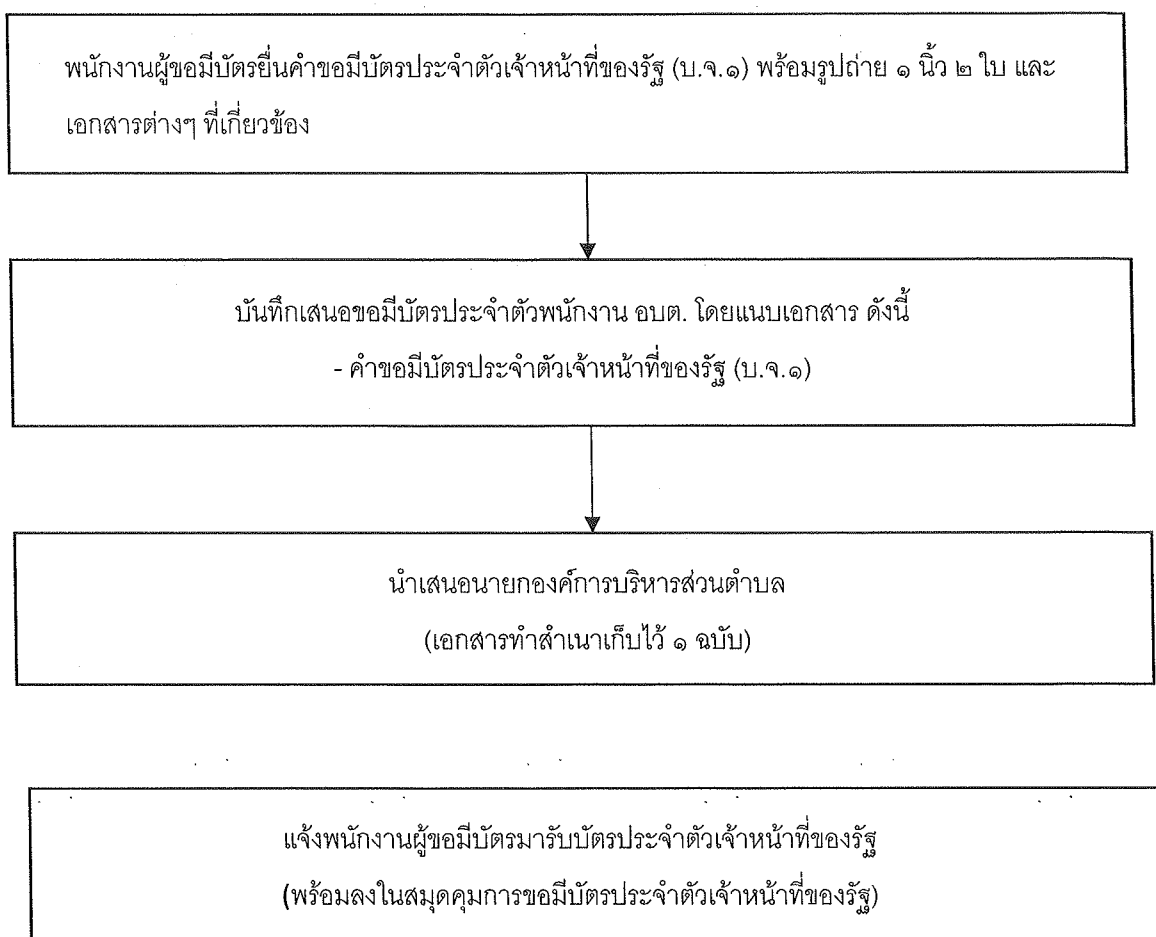 พนักงานผู้ขอมีบัตรยื่นคำขอมีบัตรประจำตัวเจ้าหน้าที่ของรัฐ (บ.จ.๑) พร้อมรูปถ่าย ๑ นิ้ว ๒ ใบ และ
เอกสารต่างๆ ที่เกี่ยวข้อง
บันทึกเสนอขอมีบัตรประจำตัวพนักงาน อบต. โดยแนบเอกสาร ดังนี้
- คำขอมีบัตรประจำตัวเจ้าหน้าที่ของรัฐ (บ.จ.๑)
นำเสนอนายกองค์การบริหารส่วนตำบล
(เอกสารทำสำเนาเก็บไว้ ๑ ฉบับ)
แจ้งพนักงานผู้ขอมีบัตรมารับบัตรประจำตัวเจ้าหน้าที่ของรัฐ
(พร้อมลงในสมุดคุมการขอมีบัตรประจำตัวเจ้าหน้าที่ของรัฐ)